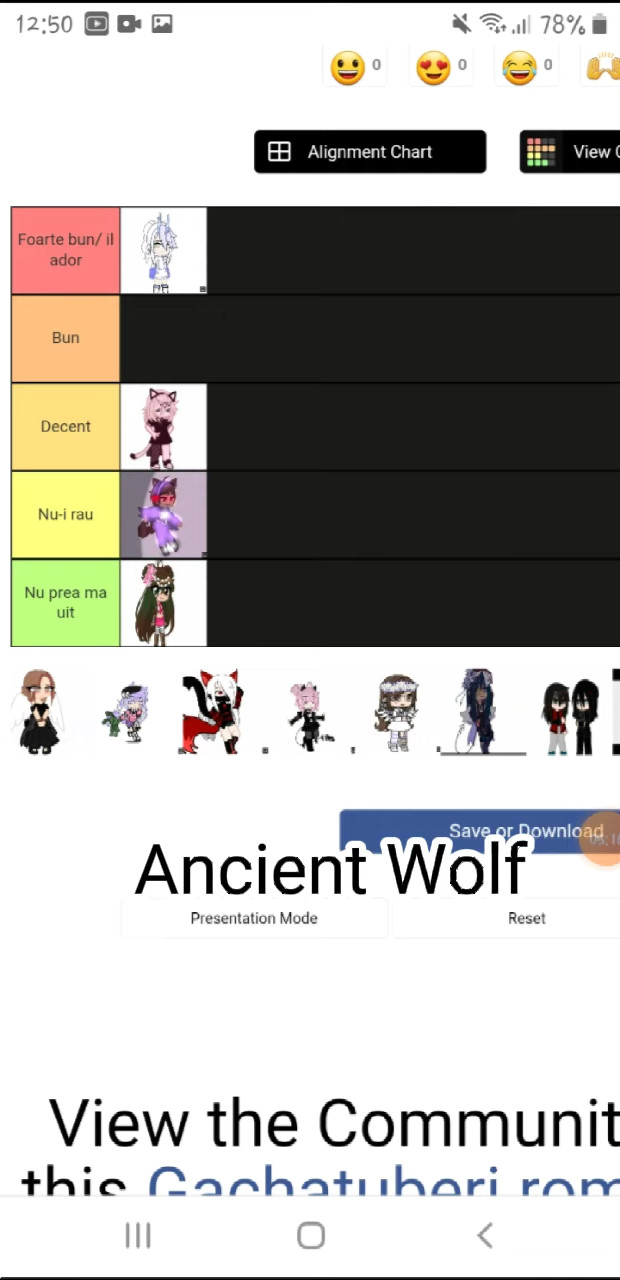 12:50
78%
0
0
0
Alignment Chart
View
Foarte bun/ il
ador
Bun
Decent
Nu-i rau
Nu prea ma
uit
Save or Download
Ancient Wolf
Presentation Mode
Reset
View the Communit
this Gachatuberi rom